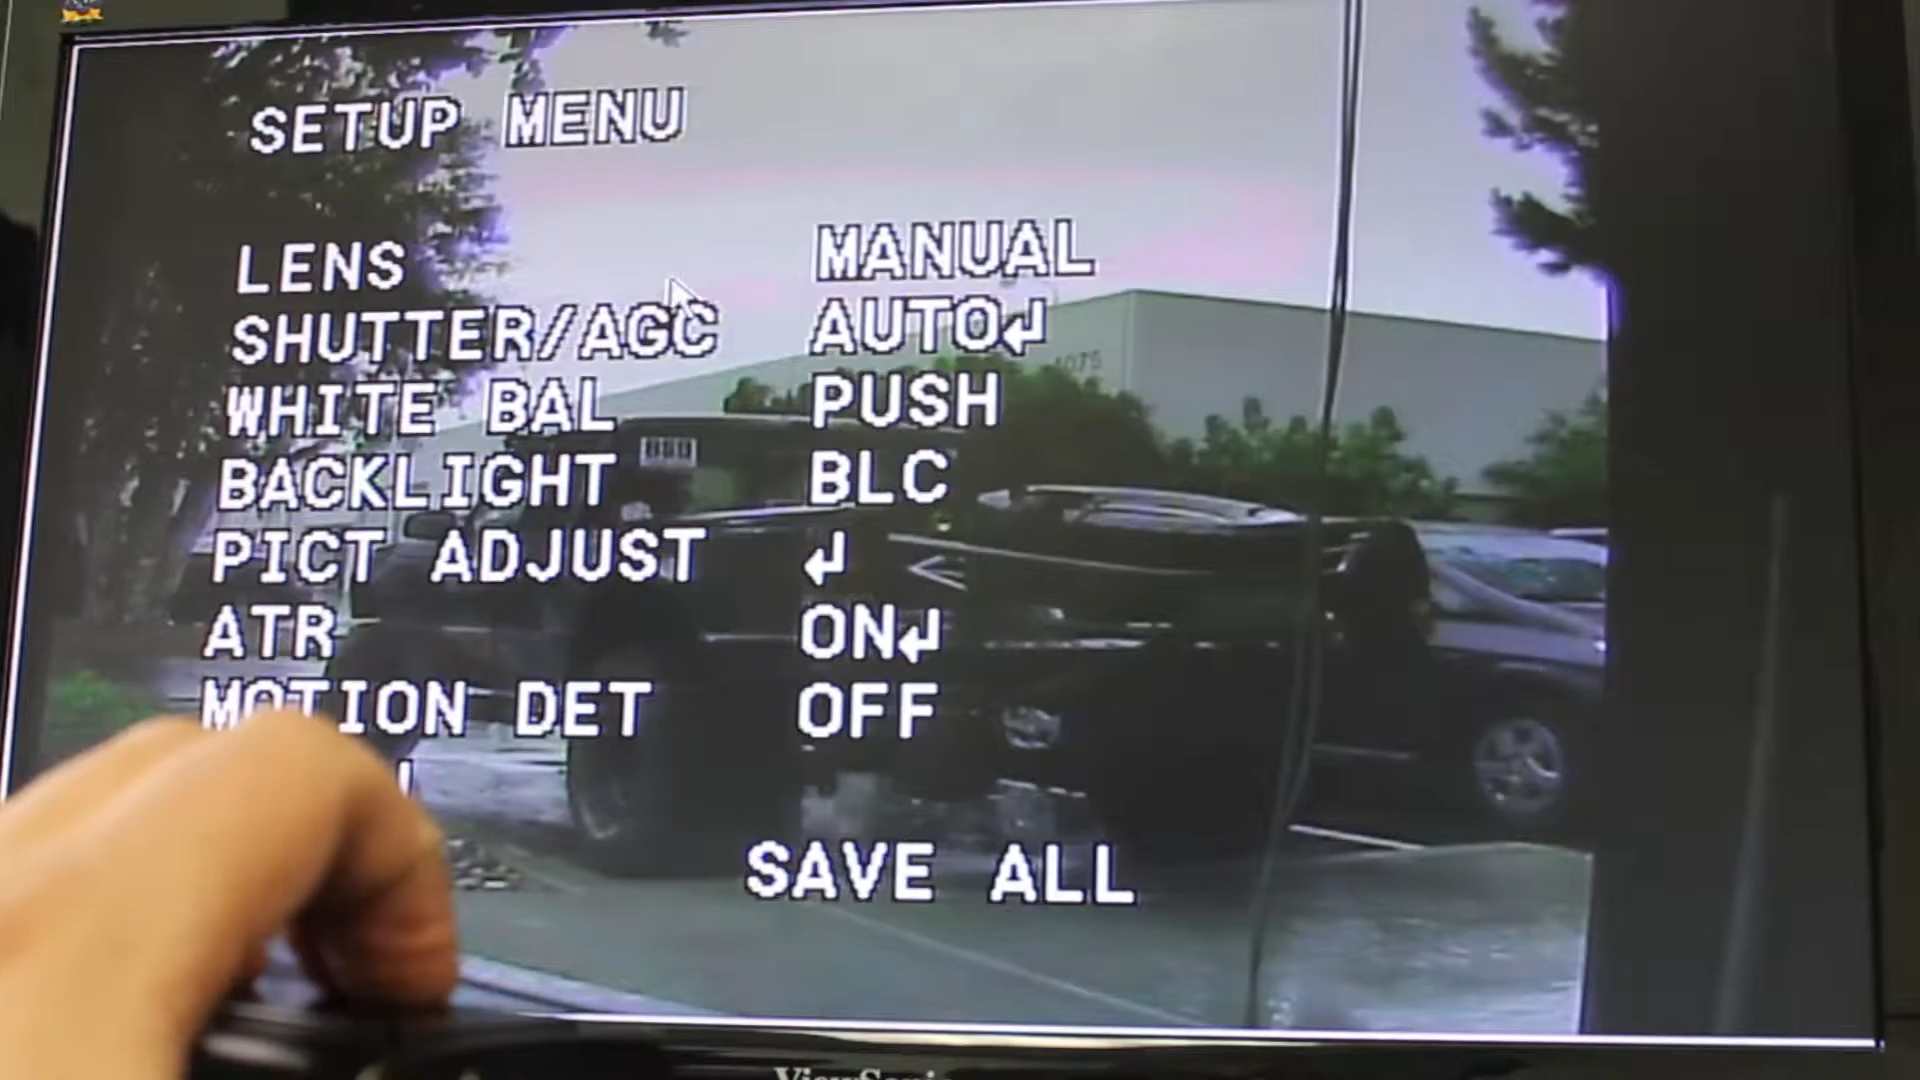 SETUP MENU
LENS MANUAL
SHUTTER/AGC AUTO↵
WHITE BAL PUSH
BACKLIGHT BLC
PICT ADJUST ↵
ATR ON↵
MOTION DET OFF
SAVE ALL
ViewSonic